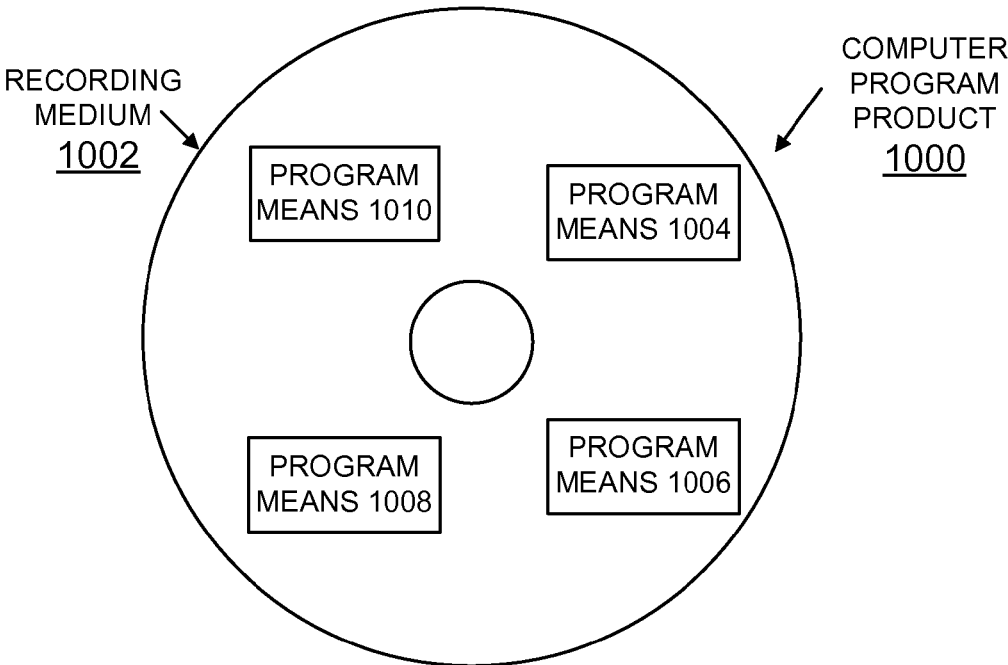 RECORDING
MEDIUM
1002
COMPUTER
PROGRAM
PRODUCT
1000
PROGRAM
MEANS 1010
PROGRAM
MEANS 1004
PROGRAM
MEANS 1008
PROGRAM
MEANS 1006